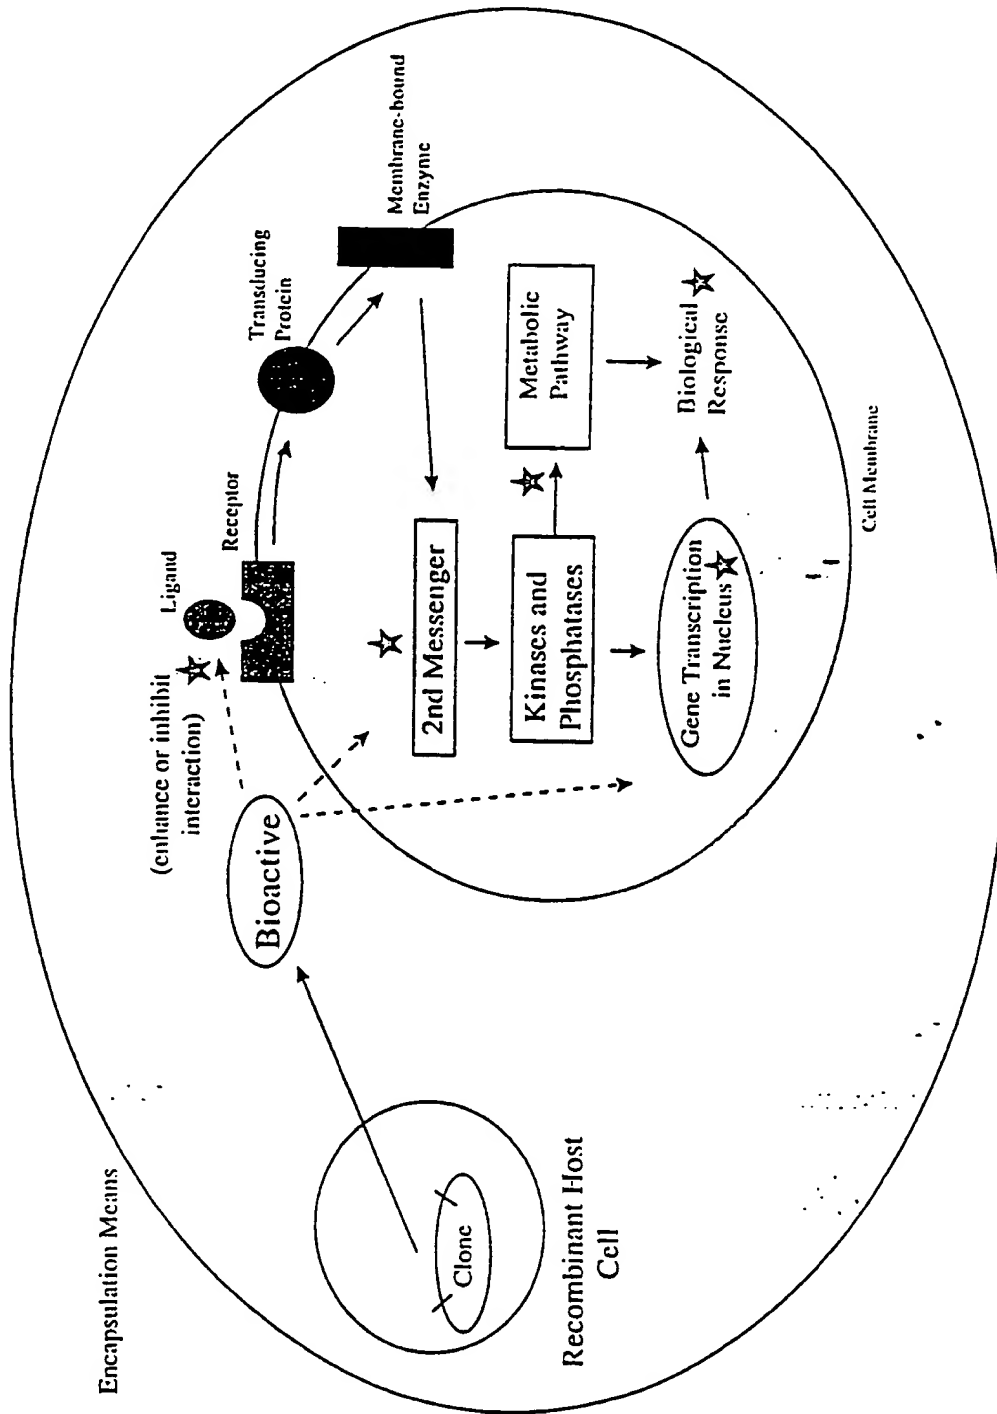 Encapsulation Means
(enhance or inhibit
interaction)
Ligand
Receptor
Transducing
Protein
Membrane-bound
Enzyme
Bioactive
2nd Messenger
Kinases and
Phosphatases
Metabolic
Pathway
Gene Transcription
in Nucleus
Biological
Response
Cell Membrane
Clone
Recombinant Host
Cell